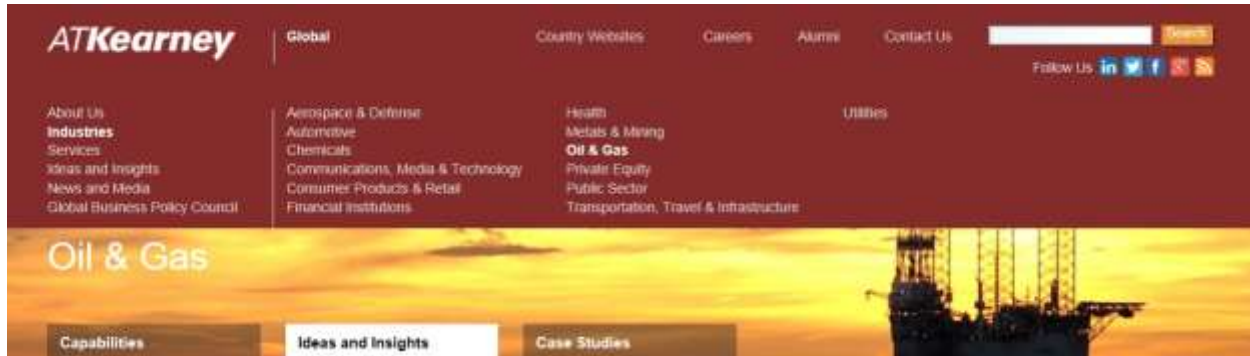 ATKearney
Global
Country Websites
Careers
Alumni
Contact Us
Search
Follow Us
About Us
Industries
Services
Ideas and Insights
News and Media
Global Business Policy Council
Aerospace & Defense
Automotive
Chemicals
Communications, Media & Technology
Consumer Products & Retail
Financial Institutions
Health
Metals & Mining
Oil & Gas
Private Equity
Public Sector
Transportation, Travel & Infrastructure
Utilities
Oil & Gas
Capabilities
Ideas and Insights
Case Studies